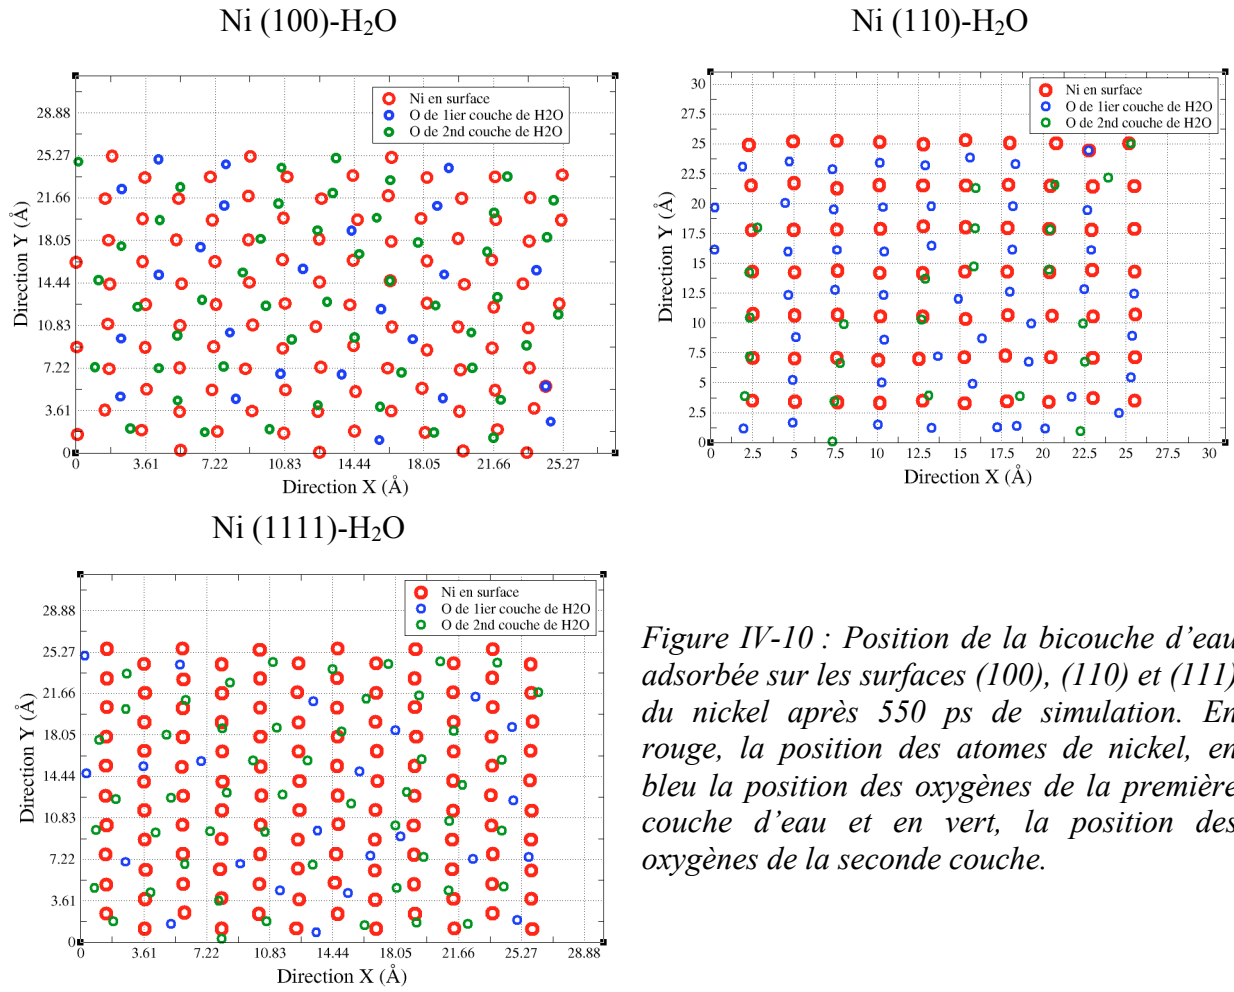 Ni (100)-H₂O
Ni en surface
O de 1ier couche de H2O
O de 2nd couche de H2O
28.88
25.27
21.66
18.05
14.44
10.83
7.22
3.61
0
Direction Y (Å)
0 3.61 7.22 10.83 14.44 18.05 21.66 25.27
Direction X (Å)
Ni (110)-H₂O
Ni en surface
O de 1ier couche de H2O
O de 2nd couche de H2O
30
27.5
25
22.5
20
17.5
15
12.5
10
7.5
5
2.5
0
Direction Y (Å)
0 2.5 5 7.5 10 12.5 15 17.5 20 22.5 25 27.5 30
Direction X (Å)
Ni (1111)-H₂O
Ni en surface
O de 1ier couche de H2O
O de 2nd couche de H2O
28.88
25.27
21.66
18.05
14.44
10.83
7.22
3.61
0
Direction Y (Å)
0 3.61 7.22 10.83 14.44 18.05 21.66 25.27 28.88
Direction X (Å)
Figure IV-10 : Position de la bicouche d’eau
adsorbée sur les surfaces (100), (110) et (111)
du nickel après 550 ps de simulation. En
rouge, la position des atomes de nickel, en
bleu la position des oxygènes de la première
couche d’eau et en vert, la position des
oxygènes de la seconde couche.